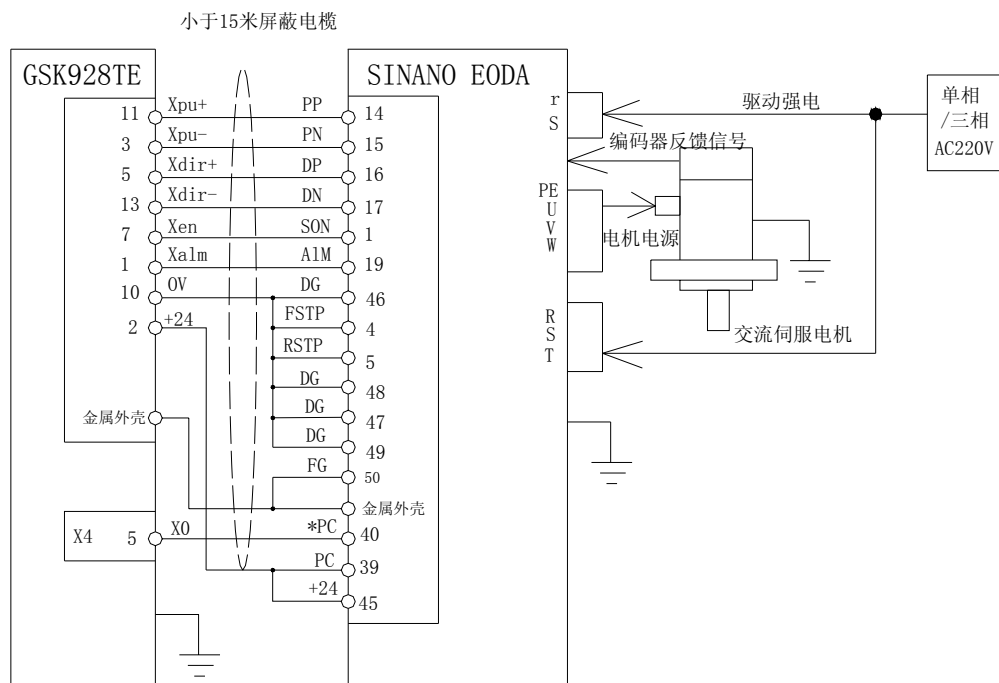 小于15米屏蔽电榄
GSK928TE
SINANO EODA
11 Xpu+ PP 14
3 Xpu- PN 15
5 Xdir+ DP 16
13 Xdir- DN 17
7 Xen SON 1
1 Xalm AlM 19
10 0V DG 46
2 +24 FSTP 4
RSTP 5
DG 48
DG 47
金属外壳
DG 49
FG 50
金属外壳
X4 5 X0 *PC 40
PC 39
+24 45
r
S
驱动强电
单相
/三相
AC220V
编码器反馈信号
PE
U
V
W
电机电源
R
S
T
交流伺服电机